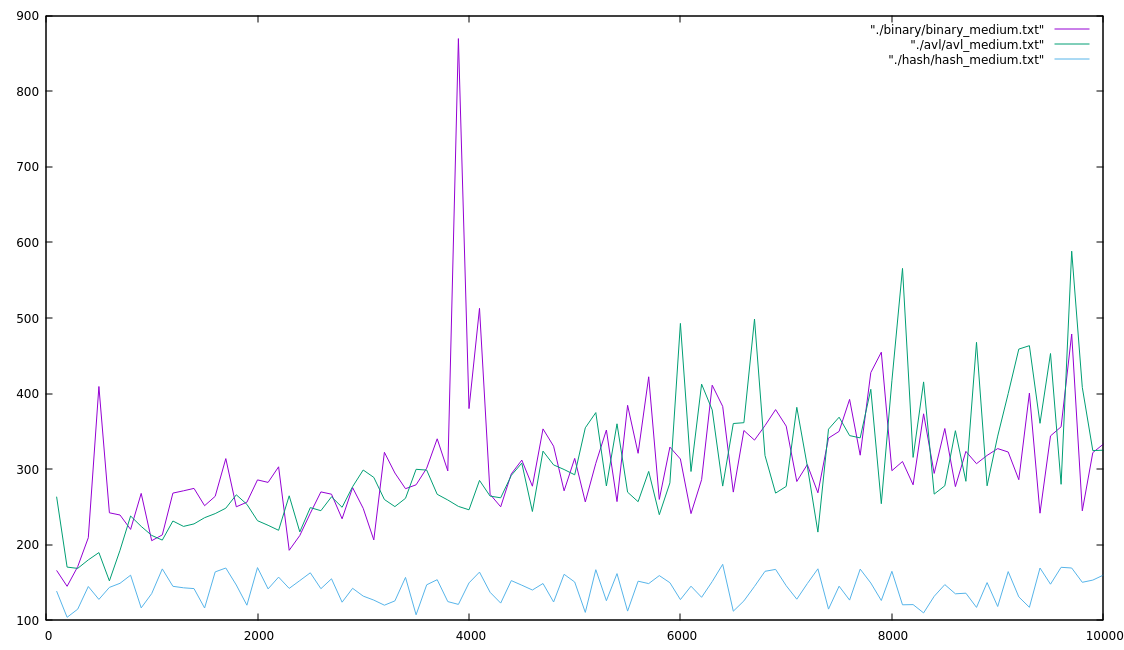 900
"./binary/binary_medium.txt"
"./avl/avl_medium.txt"
"./hash/hash_medium.txt"
800
700
600
500
400
300
200
100
0 2000 4000 6000 8000 10000